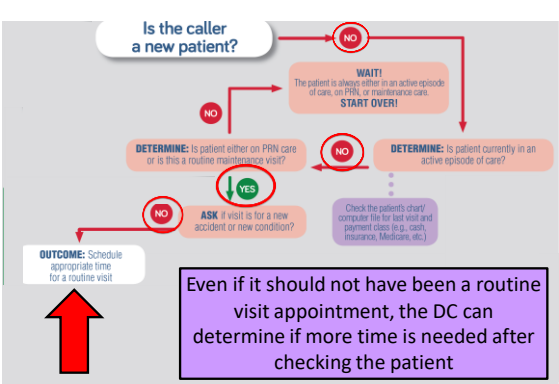 Is the caller
a new patient?
NO
WAIT!
The patient is always either in an active episode
of care, on PRN, or maintenance care.
START OVER!
NO
DETERMINE: Is patient either on PRN care
or is this a routine maintenance visit?
NO
DETERMINE: Is patient currently in an
active episode of care?
YES
NO
ASK if visit is for a new
accident or new condition?
Check the patient's chart/
computer file for last visit and
payment class (e.g., cash,
insurance, Medicare, etc.)
OUTCOME: Schedule
appropriate time
for a routine visit
Even if it should not have been a routine
visit appointment, the DC can
determine if more time is needed after
checking the patient